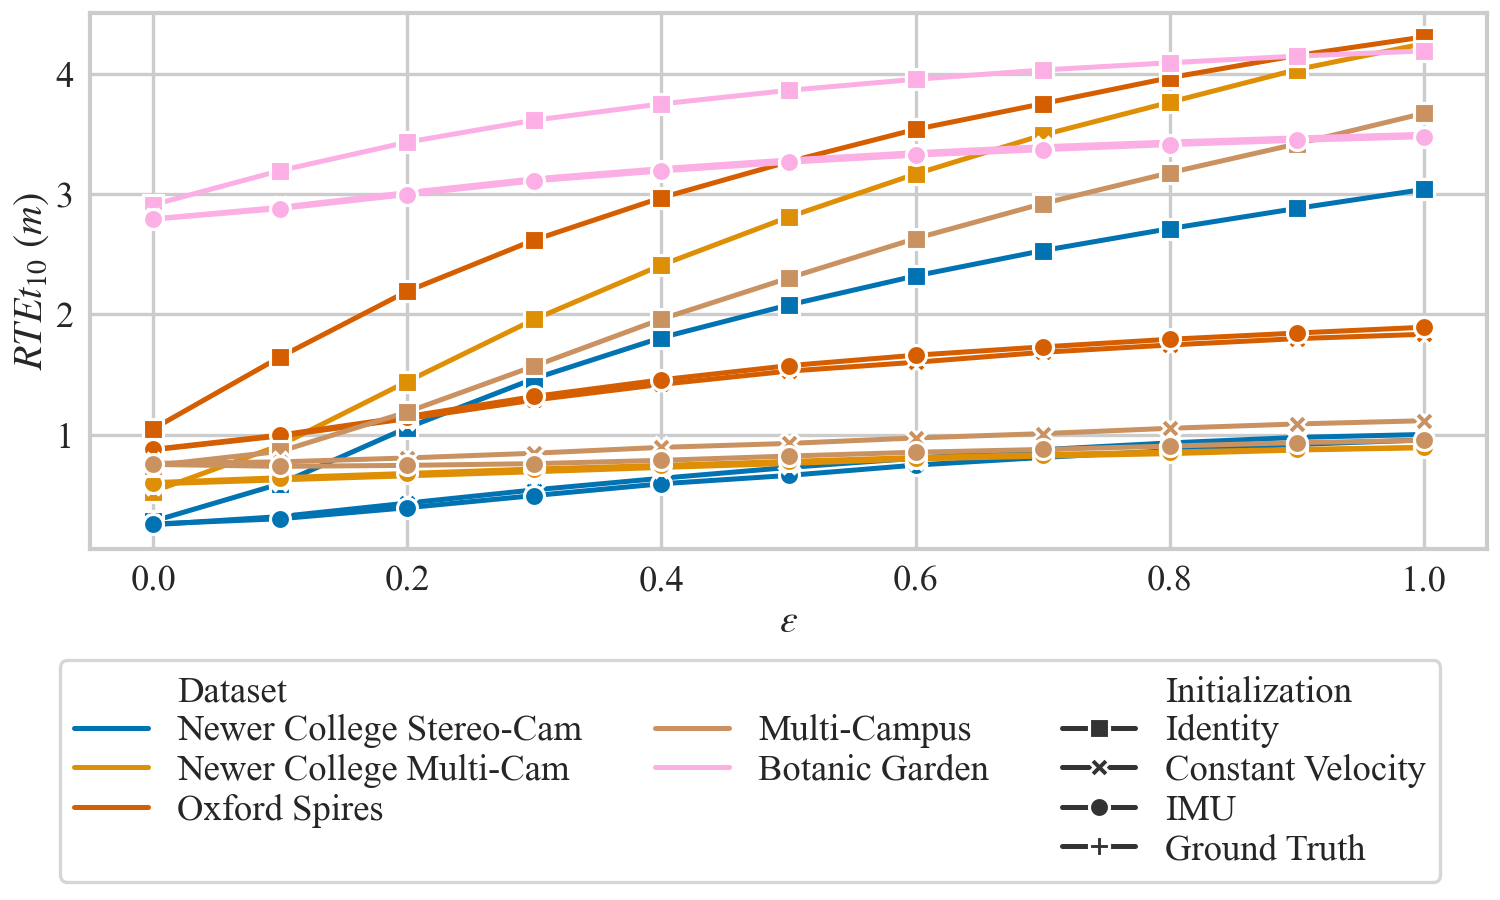 4
3
2
1
RTEt10 (m)
0.0 0.2 0.4 0.6 0.8 1.0
ε
Dataset
Newer College Stereo-Cam
Newer College Multi-Cam
Oxford Spires
Multi-Campus
Botanic Garden
Initialization
Identity
Constant Velocity
IMU
Ground Truth